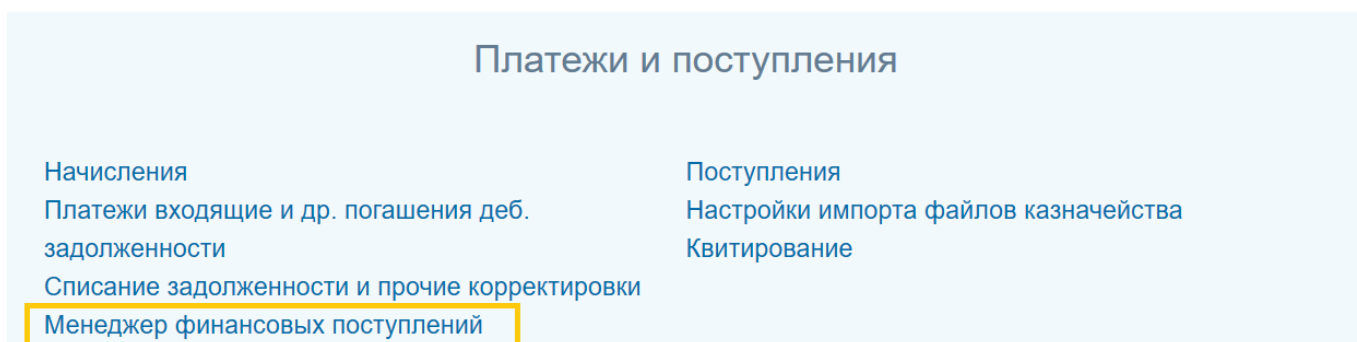 Платежи и поступления
Начисления
Платежи входящие и др. погашения деб.
задолженности
Списание задолженности и прочие корректировки
Менеджер финансовых поступлений
Поступления
Настройки импорта файлов казначейства
Квитирование